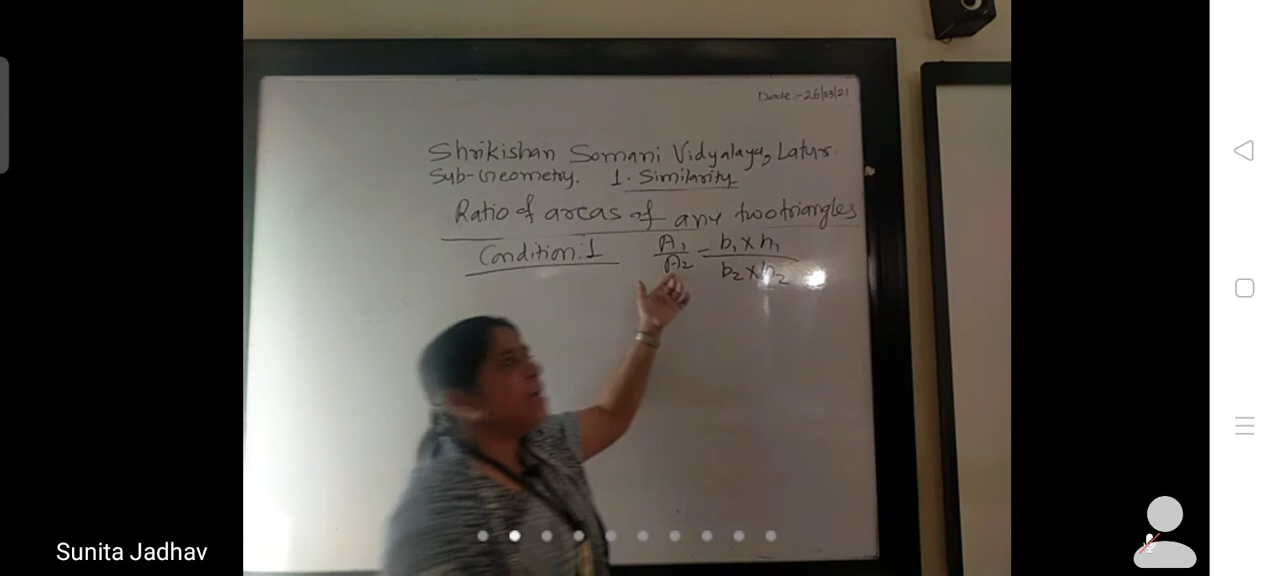 Date:-26/03/21
Shrikishan Somani Vidyalaya, Latur.
Sub-Geometry. 1. Similarity
Ratio of areas of any two triangles
Condition:1 A₁/A₂ = b₁ x h₁/b₂ x h₂
Sunita Jadhav